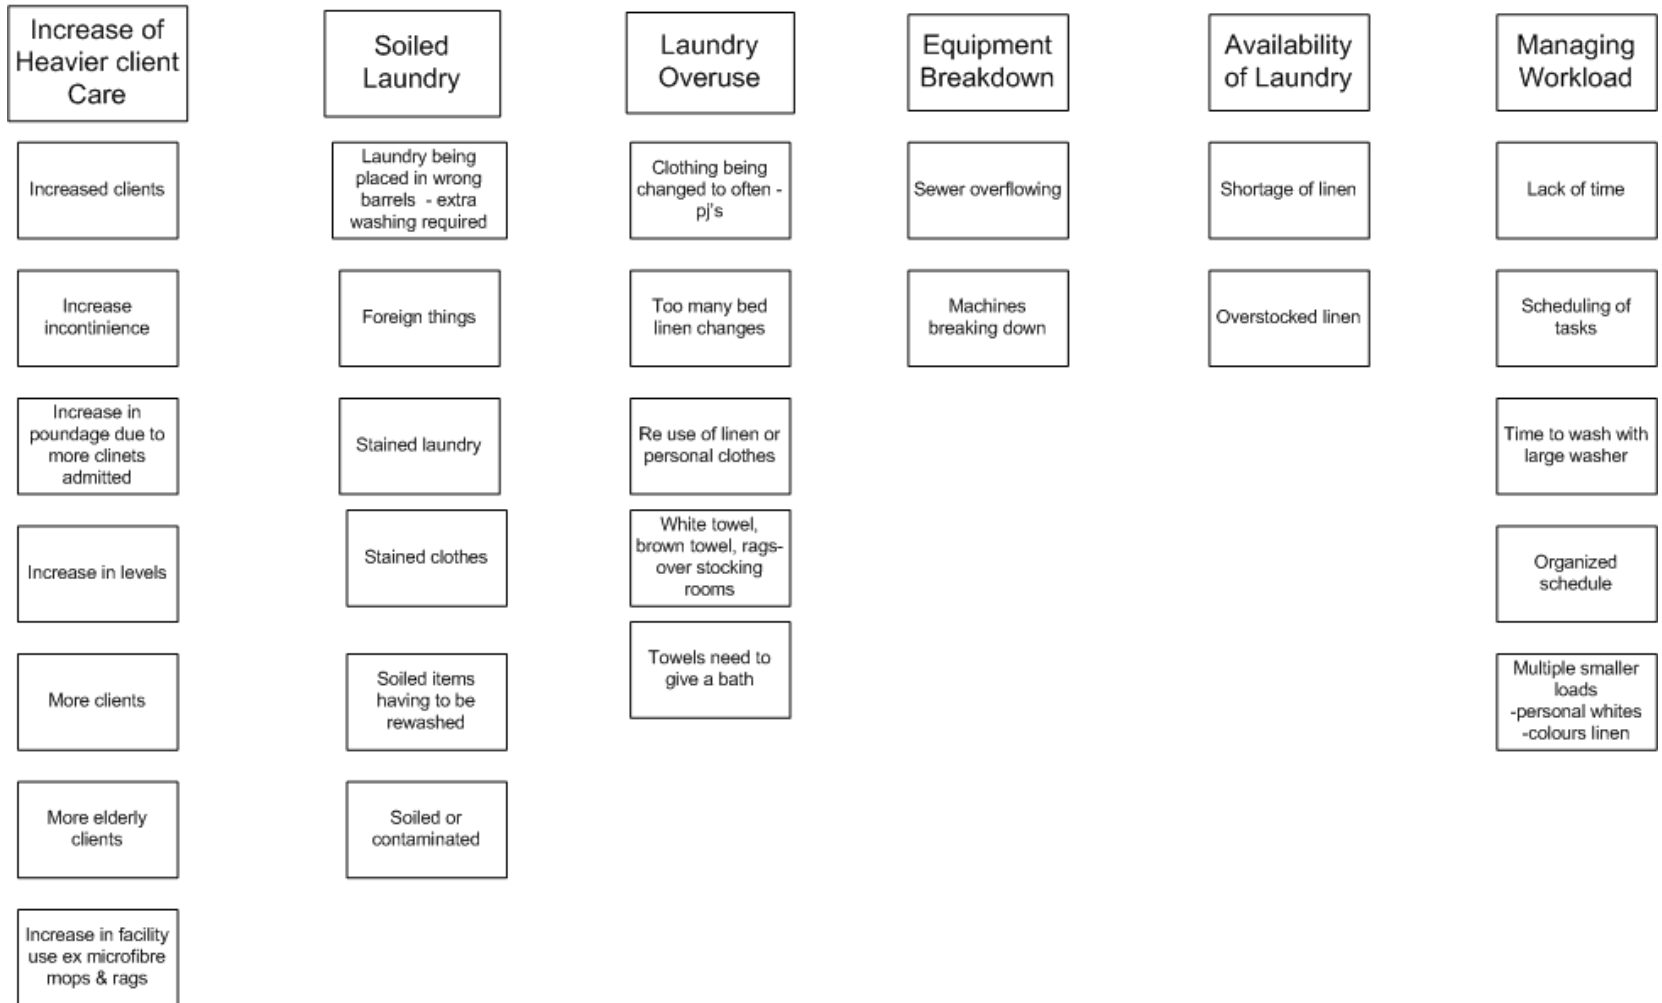 Increase of
Heavier client
Care
Soiled
Laundry
Laundry
Overuse
Equipment
Breakdown
Availability
of Laundry
Managing
Workload
Increased clients
Laundry being
placed in wrong
barrels - extra
washing required
Clothing being
changed to often -
pj's
Sewer overflowing
Shortage of linen
Lack of time
Increase
incontinience
Foreign things
Too many bed
linen changes
Machines
breaking down
Overstocked linen
Scheduling of
tasks
Increase in
poundage due to
more clinets
admitted
Stained laundry
Re use of linen or
personal clothes
Time to wash with
large washer
Increase in levels
Stained clothes
White towel,
brown towel, rags-
over stocking
rooms
Organized
schedule
More clients
Soiled items
having to be
rewashed
Towels need to
give a bath
Multiple smaller
loads
-personal whites
-colours linen
More elderly
clients
Soiled or
contaminated
Increase in facility
use ex microfibre
mops & rags